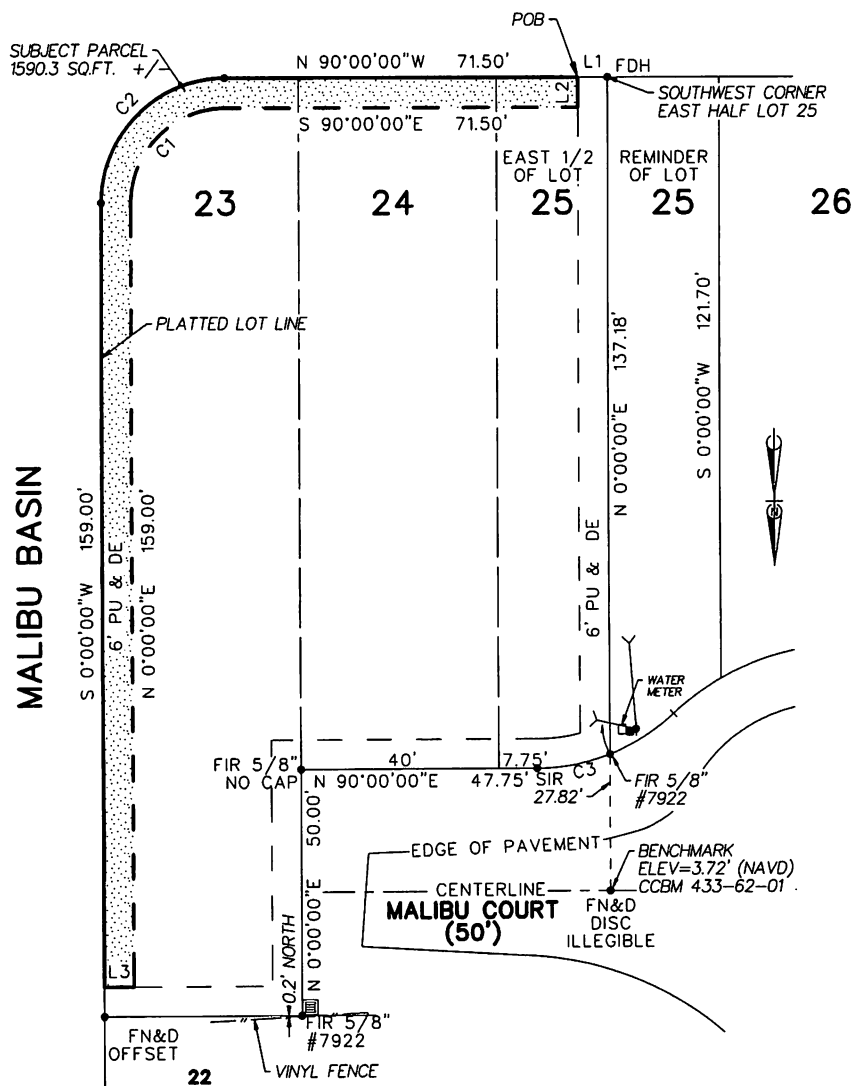 POB
SUBJECT PARCEL
1590.3 SQ.FT. +/-
N 90°00'00"W 71.50'
L1
FDH
SOUTHWEST CORNER
EAST HALF LOT 25
C2
C1
L2
S 90°00'00"E 71.50'
EAST 1/2
OF LOT
REMINDER
OF LOT
23
24
25
25
26
PLATTED LOT LINE
N 0°00'00"E 137.18'
S 0°00'00"W 121.70'
MALIBU BASIN
S 0°00'00"W 159.00'
6' PU & DE
N 0°00'00"E 159.00'
6' PU & DE
N
WATER
METER
FIR 5/8"
NO CAP
40'
7.75'
N 90°00'00"E 47.75'
SIR
C3
27.82'
FIR 5/8"
#7922
N 0°00'00"E 50.00'
EDGE OF PAVEMENT
BENCHMARK
ELEV=3.72' (NAVD)
CCBM 433-62-01
CENTERLINE
MALIBU COURT
(50')
FN&D
DISC
ILLEGIBLE
L3
0.2' NORTH
FIR 5/8"
#7922
FN&D
OFFSET
VINYL FENCE
22